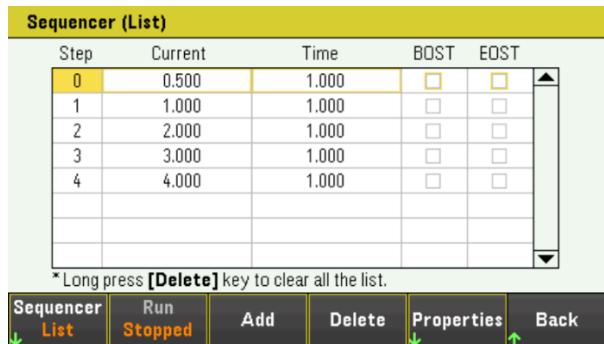 Sequencer (List)
Step Current Time BOST EOST
0 0.500 1.000
1 1.000 1.000
2 2.000 1.000
3 3.000 1.000
4 4.000 1.000
* Long press [Delete] key to clear all the list.
Sequencer Run Add Delete Properties Back
List Stopped